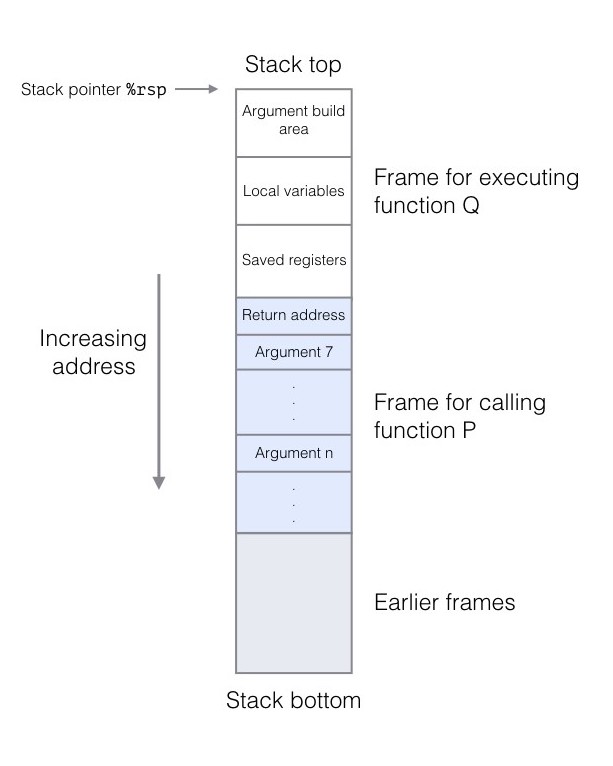 Stack top
Stack pointer %rsp
Argument build
area
Local variables
Frame for executing
function Q
Saved registers
Return address
Increasing
address
Argument 7
.
.
.
Frame for calling
function P
Argument n
.
.
.
Earlier frames
Stack bottom